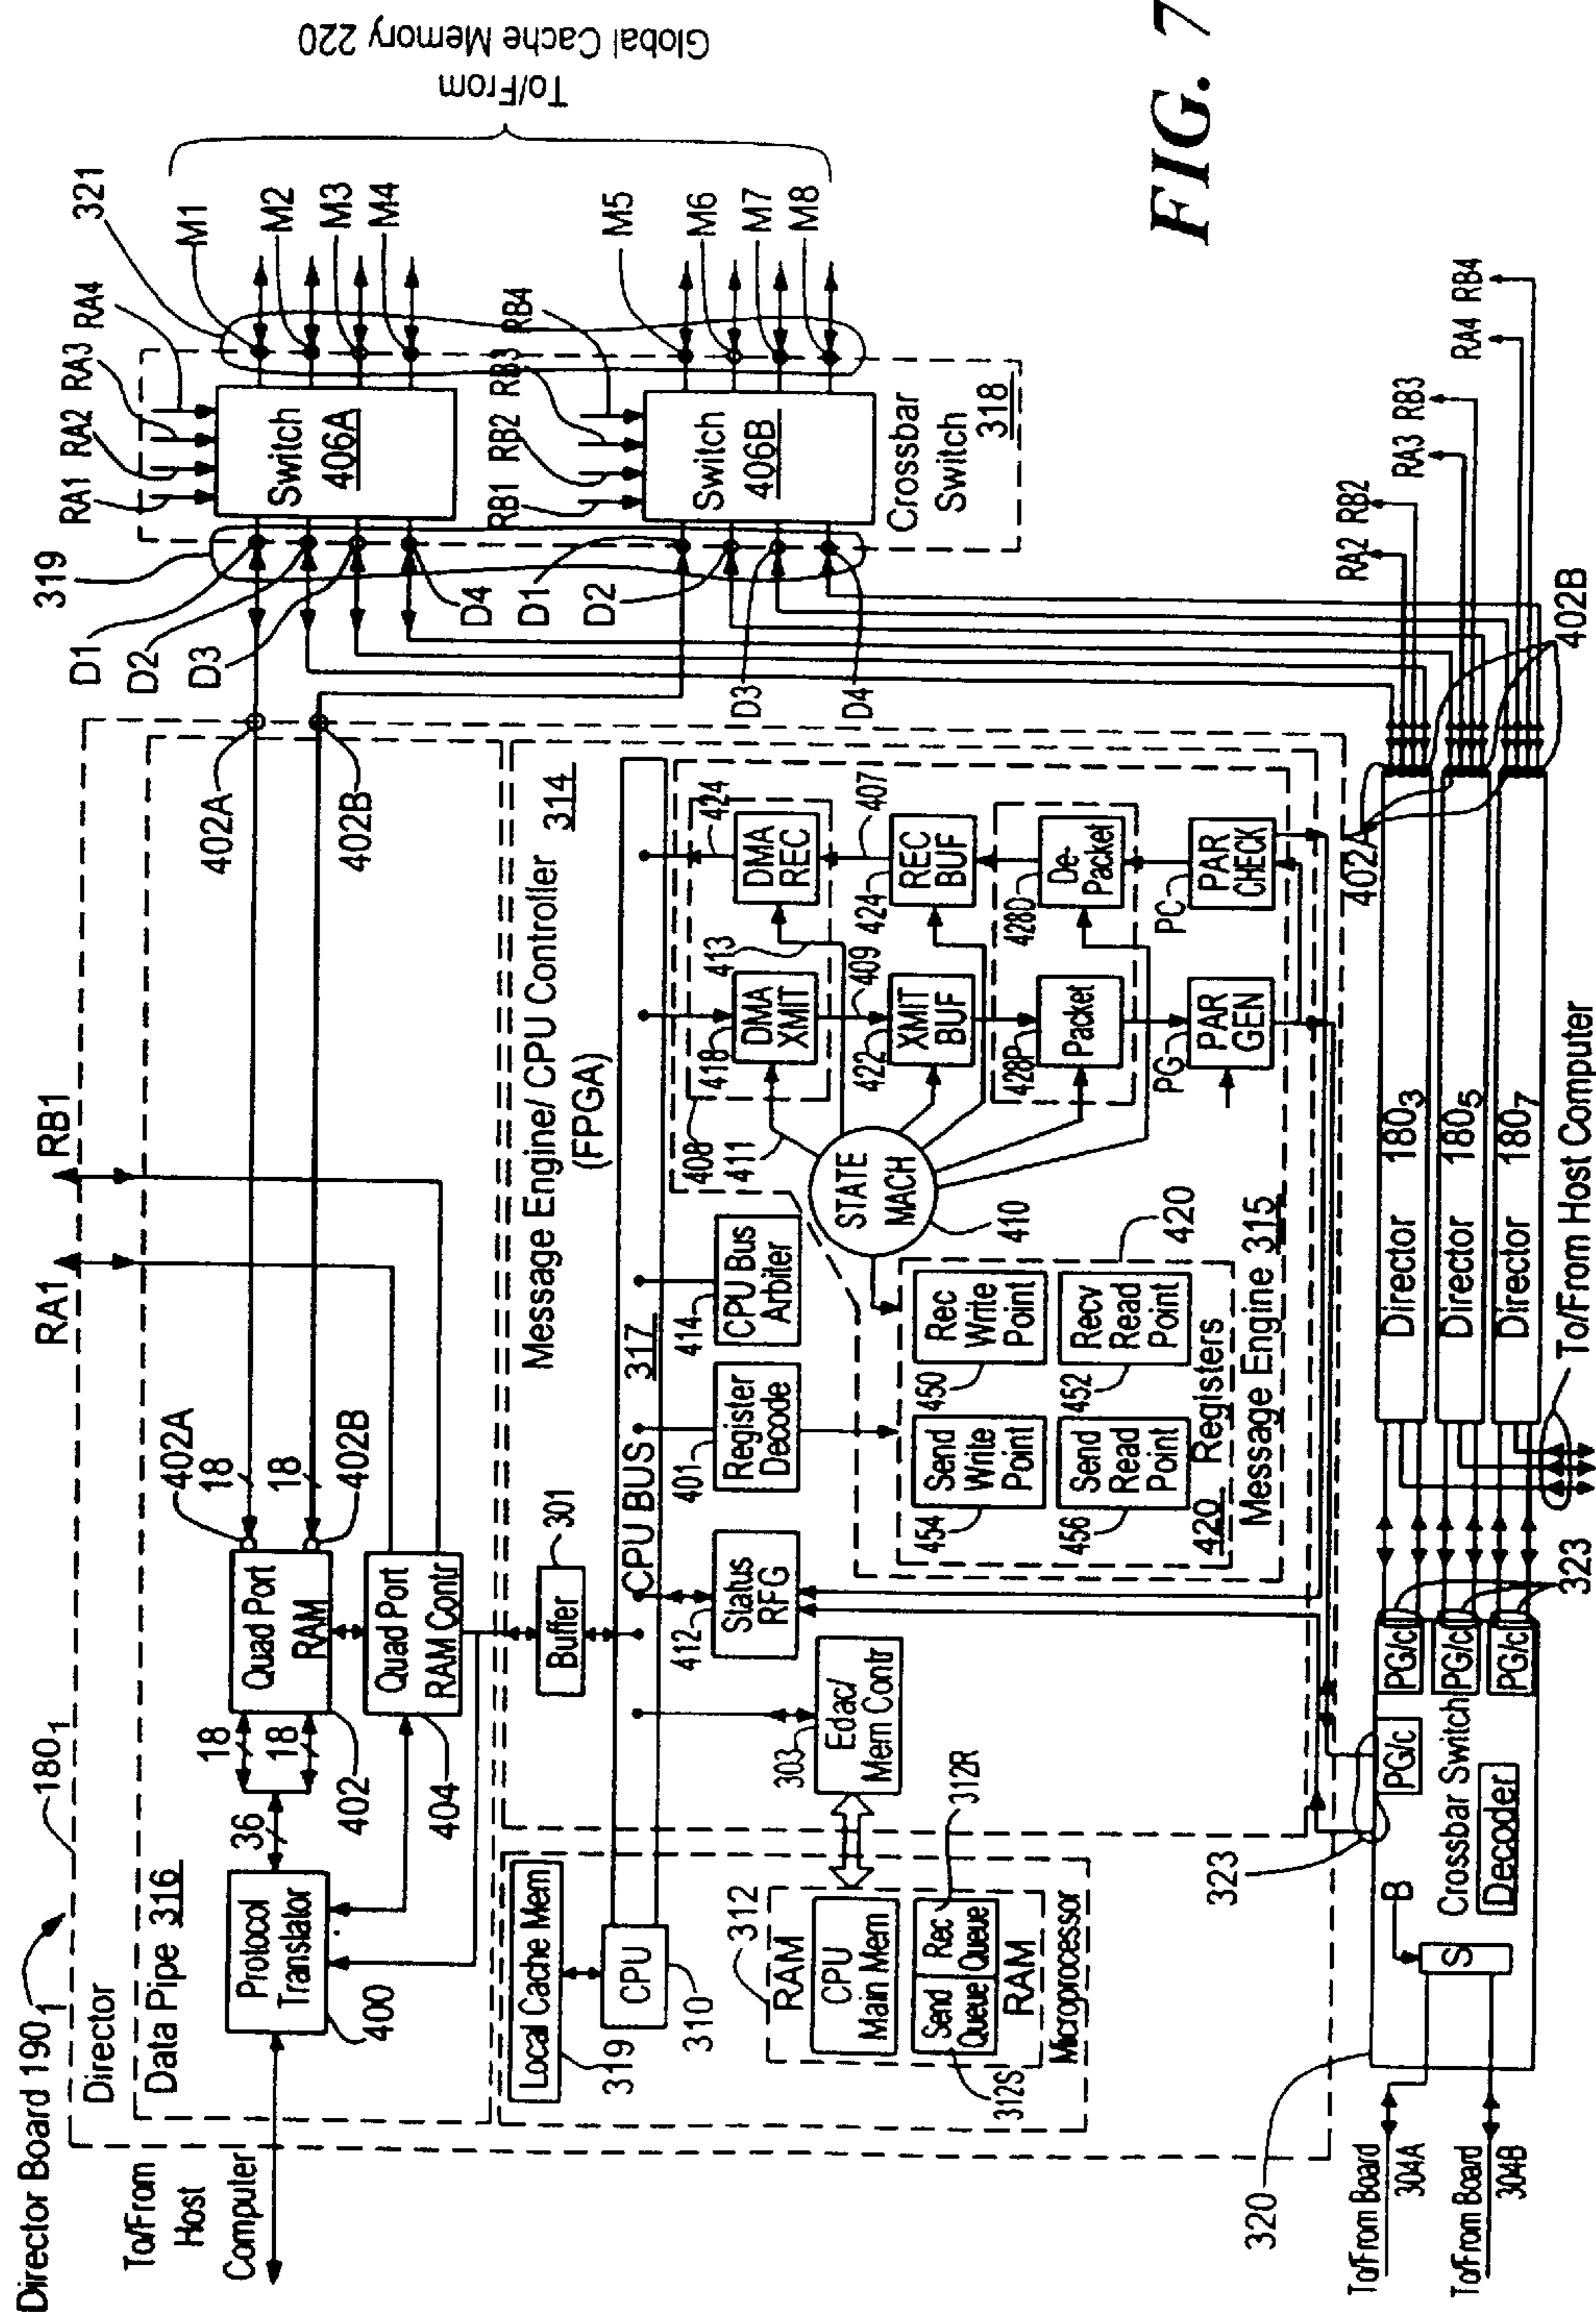 Director Board 190₁
180₁
Director
Data Pipe 316
To/From
Host
Computer
Protocol
Translator
400
36
18
18
Quad Port
RAM
402
402A
18
18
402B
Quad Port
RAM Contr
404
RA1
RB1
402A
402B
319
D1
D2
D3
D4
D1
D2
D3
D4
RA1
RA2
RA3
RA4
Switch
406A
RB1
RB2
RB3
RB4
Switch
406B
Crossbar
Switch
318
321
M1
M2
M3
M4
M5
M6
M7
M8
To/From
Global Cache Memory 220
FIG. 7
Local Cache Mem
319
CPU
310
312
RAM
CPU
Main Mem
Send
Queue
Rec
Queue
312S
312R
RAM
Microprocessor
Message Engine/ CPU Controller 314
(FPGA)
Buffer
301
CPU BUS 317
303
Edac/
Mem Contr
412
Status
RFG
401
Register
Decode
414
CPU Bus
Arbiter
408
411
413
418
DMA
XMIT
DMA
REC
424
409
407
422
XMIT
BUF
424
REC
BUF
428P
Packet
428D
De-
Packet
PG
PAR
GEN
PC
PAR
CHECK
STATE
MACH
410
420
454
Send
Write
Point
450
Rec
Write
Point
456
Send
Read
Point
452
Recv
Read
Point
420 Registers
Message Engine 315
320
To/From Board
304A
To/From Board
304B
S
B
Crossbar Switch
Decoder
323
PG/c
PG/c
PG/c
PG/c
323
To/From Host Computer
Director 180₃
Director 180₅
Director 180₇
402A
402B
RA2
RB2
RA3
RB3
RA4
RB4